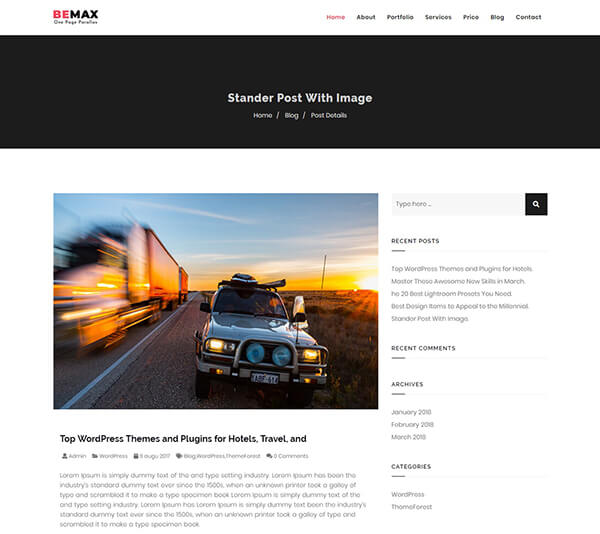 BEMAX
One Page Parallax
Home About Portfolio Services Price Blog Contact
Stander Post With Image
Home / Blog / Post Details
Type here ...
RECENT POSTS
Top WordPress Themes and Plugins for Hotels.
Master These Awesome New Skills in March.
he 20 Best Lightroom Presets You Need.
Best Design Items to Appeal to the Millennial.
Stander Post With Image.
RECENT COMMENTS
ARCHIVES
January 2018
February 2018
March 2018
CATEGORIES
WordPress
ThemeForest
Top WordPress Themes and Plugins for Hotels, Travel, and
Admin WordPress 6 augu 2017 Blog,WordPress,ThemeForest 0 Comments
Lorem Ipsum is simply dummy text of the and type setting industry. Lorem Ipsum has been the
industry's standard dummy text ever since the 1500s, when an unknown printer took a galley of
type and scrambled it to make a type specimen book Lorem Ipsum is simply dummy text of the
and type setting industry. Lorem Ipsum has Lorem Ipsum been the industry's standard dummy
text ever since the 1500s, when an unknown printer took a galley of type and scrambled it
scrambled it to make a type specimen book